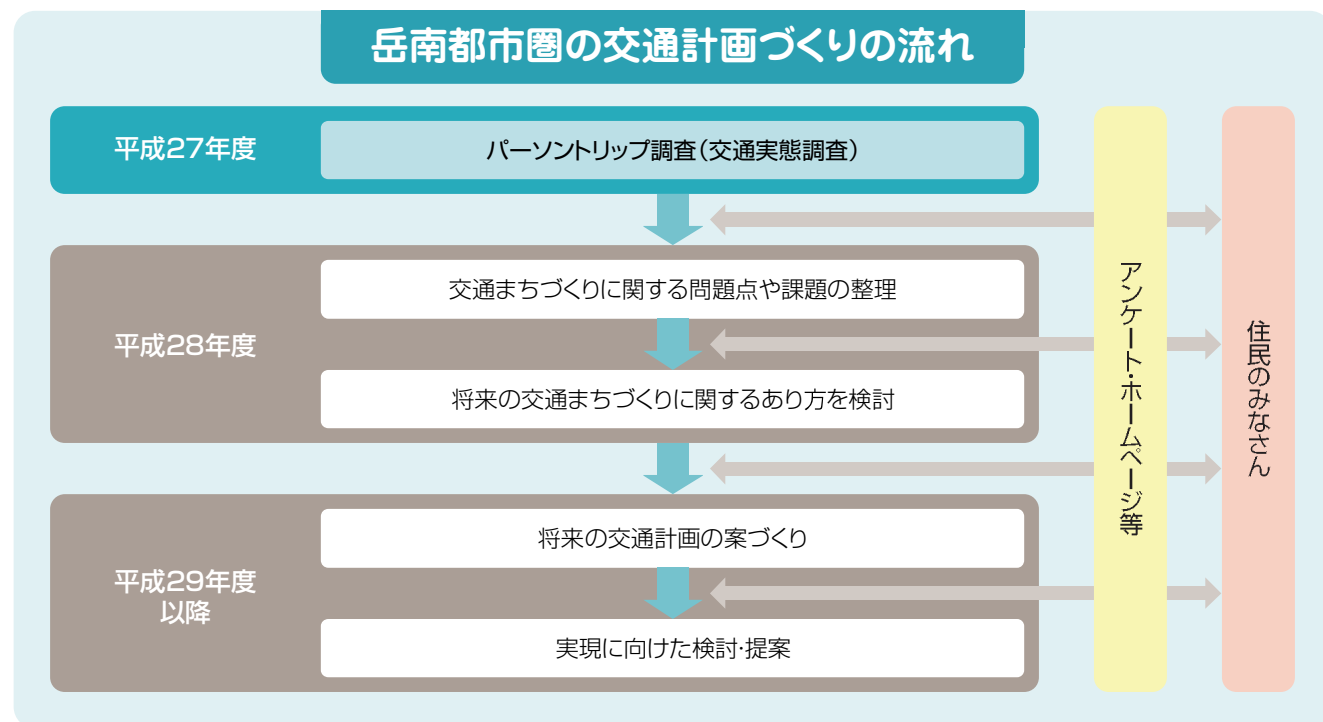 岳南都市圏の交通計画づくりの流れ
平成27年度
パーソントリップ調査（交通実態調査）
平成28年度
交通まちづくりに関する問題点や課題の整理
将来の交通まちづくりに関するあり方を検討
平成29年度
以降
将来の交通計画の案づくり
実現に向けた検討・提案
アンケート・ホームページ等
住民のみなさん